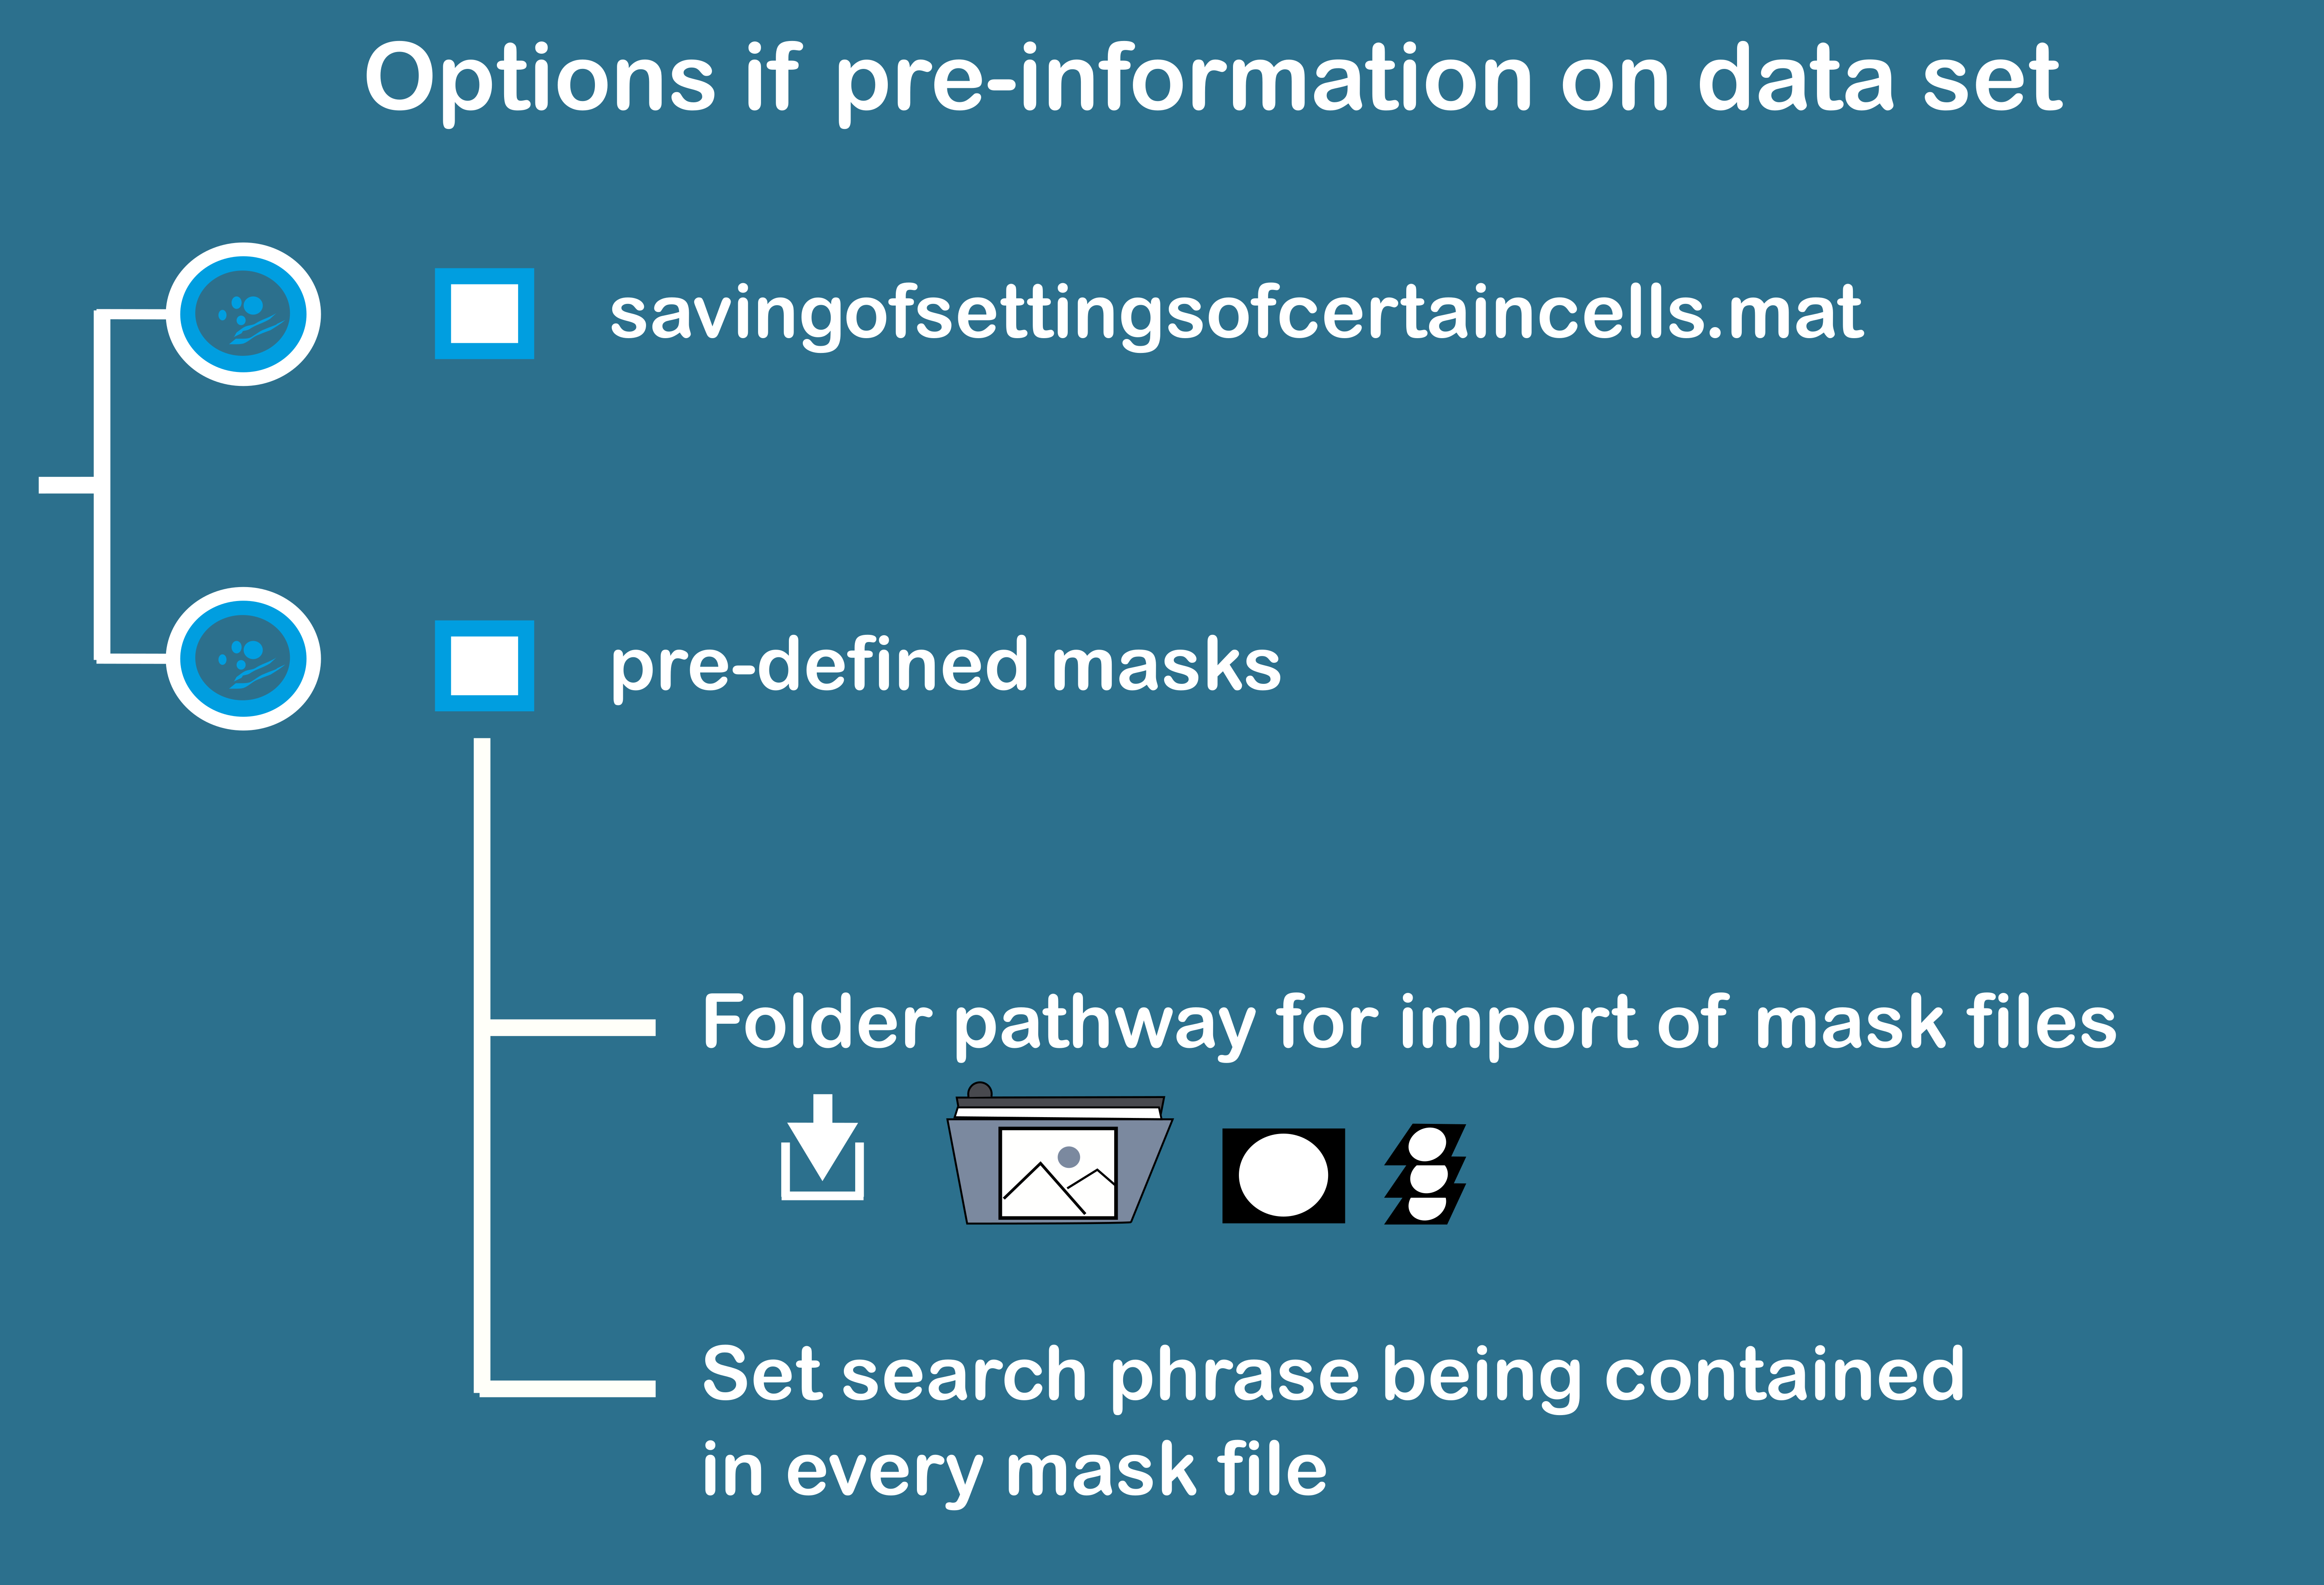 Options if pre-information on data set
savingofsettingsofcertaincells.mat
pre-defined masks
Folder pathway for import of mask files
Set search phrase being contained
in every mask file